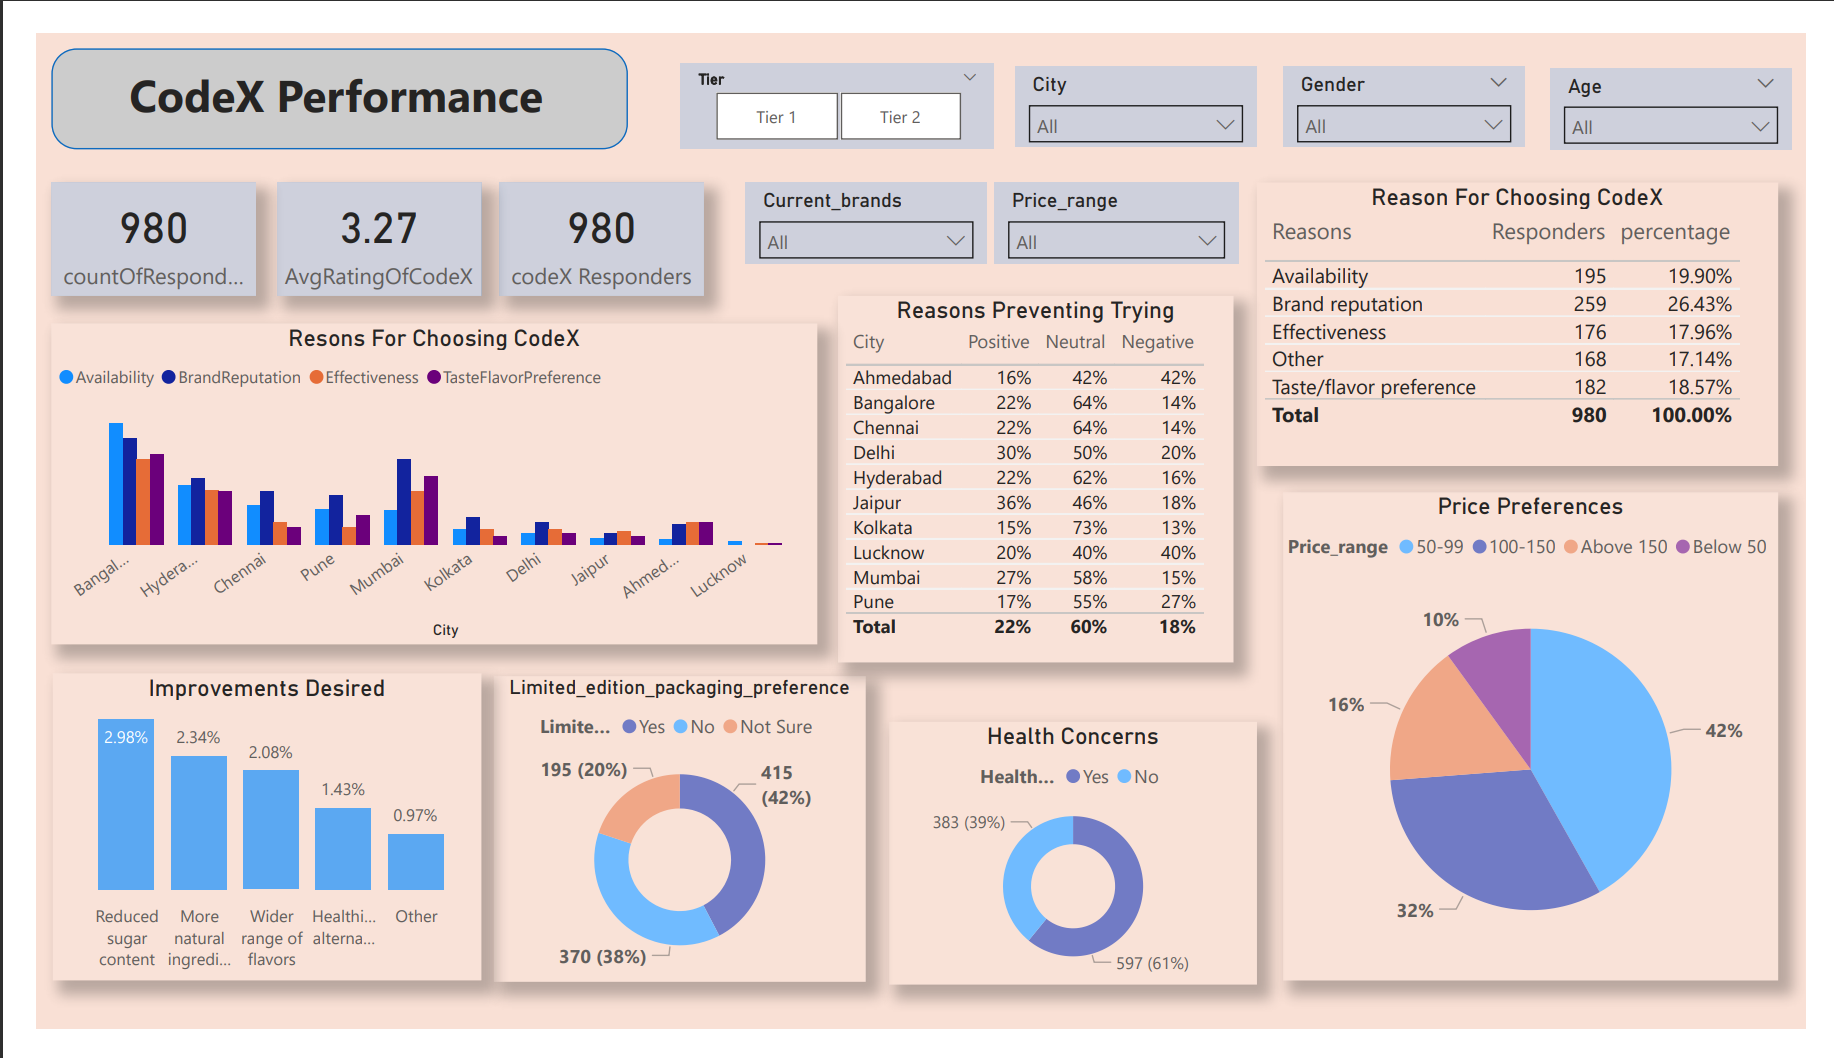 CodeX Performance
Tier
Tier 1
Tier 2
City
All
Gender
All
Age
All
980
countOfRespond...
3.27
AvgRatingOfCodeX
980
codeX Responders
Current_brands
All
Price_range
All
Reason For Choosing CodeX
Reasons Responders percentage
Availability 195 19.90%
Brand reputation 259 26.43%
Effectiveness 176 17.96%
Other 168 17.14%
Taste/flavor preference 182 18.57%
Total 980 100.00%
Resons For Choosing CodeX
Availability BrandReputation Effectiveness TasteFlavorPreference
Bangal... Hydera... Chennai Pune Mumbai Kolkata Delhi Jaipur Ahmed... Lucknow
City
Reasons Preventing Trying
City Positive Neutral Negative
Ahmedabad 16% 42% 42%
Bangalore 22% 64% 14%
Chennai 22% 64% 14%
Delhi 30% 50% 20%
Hyderabad 22% 62% 16%
Jaipur 36% 46% 18%
Kolkata 15% 73% 13%
Lucknow 20% 40% 40%
Mumbai 27% 58% 15%
Pune 17% 55% 27%
Total 22% 60% 18%
Price Preferences
Price_range 50-99 100-150 Above 150 Below 50
10%
16%
42%
32%
Improvements Desired
2.98% 2.34% 2.08% 1.43% 0.97%
Reduced sugar content
More natural ingredi...
Wider range of flavors
Healthi... alterna...
Other
Limited_edition_packaging_preference
Limite... Yes No Not Sure
195 (20%)
415 (42%)
370 (38%)
Health Concerns
Health... Yes No
383 (39%)
597 (61%)